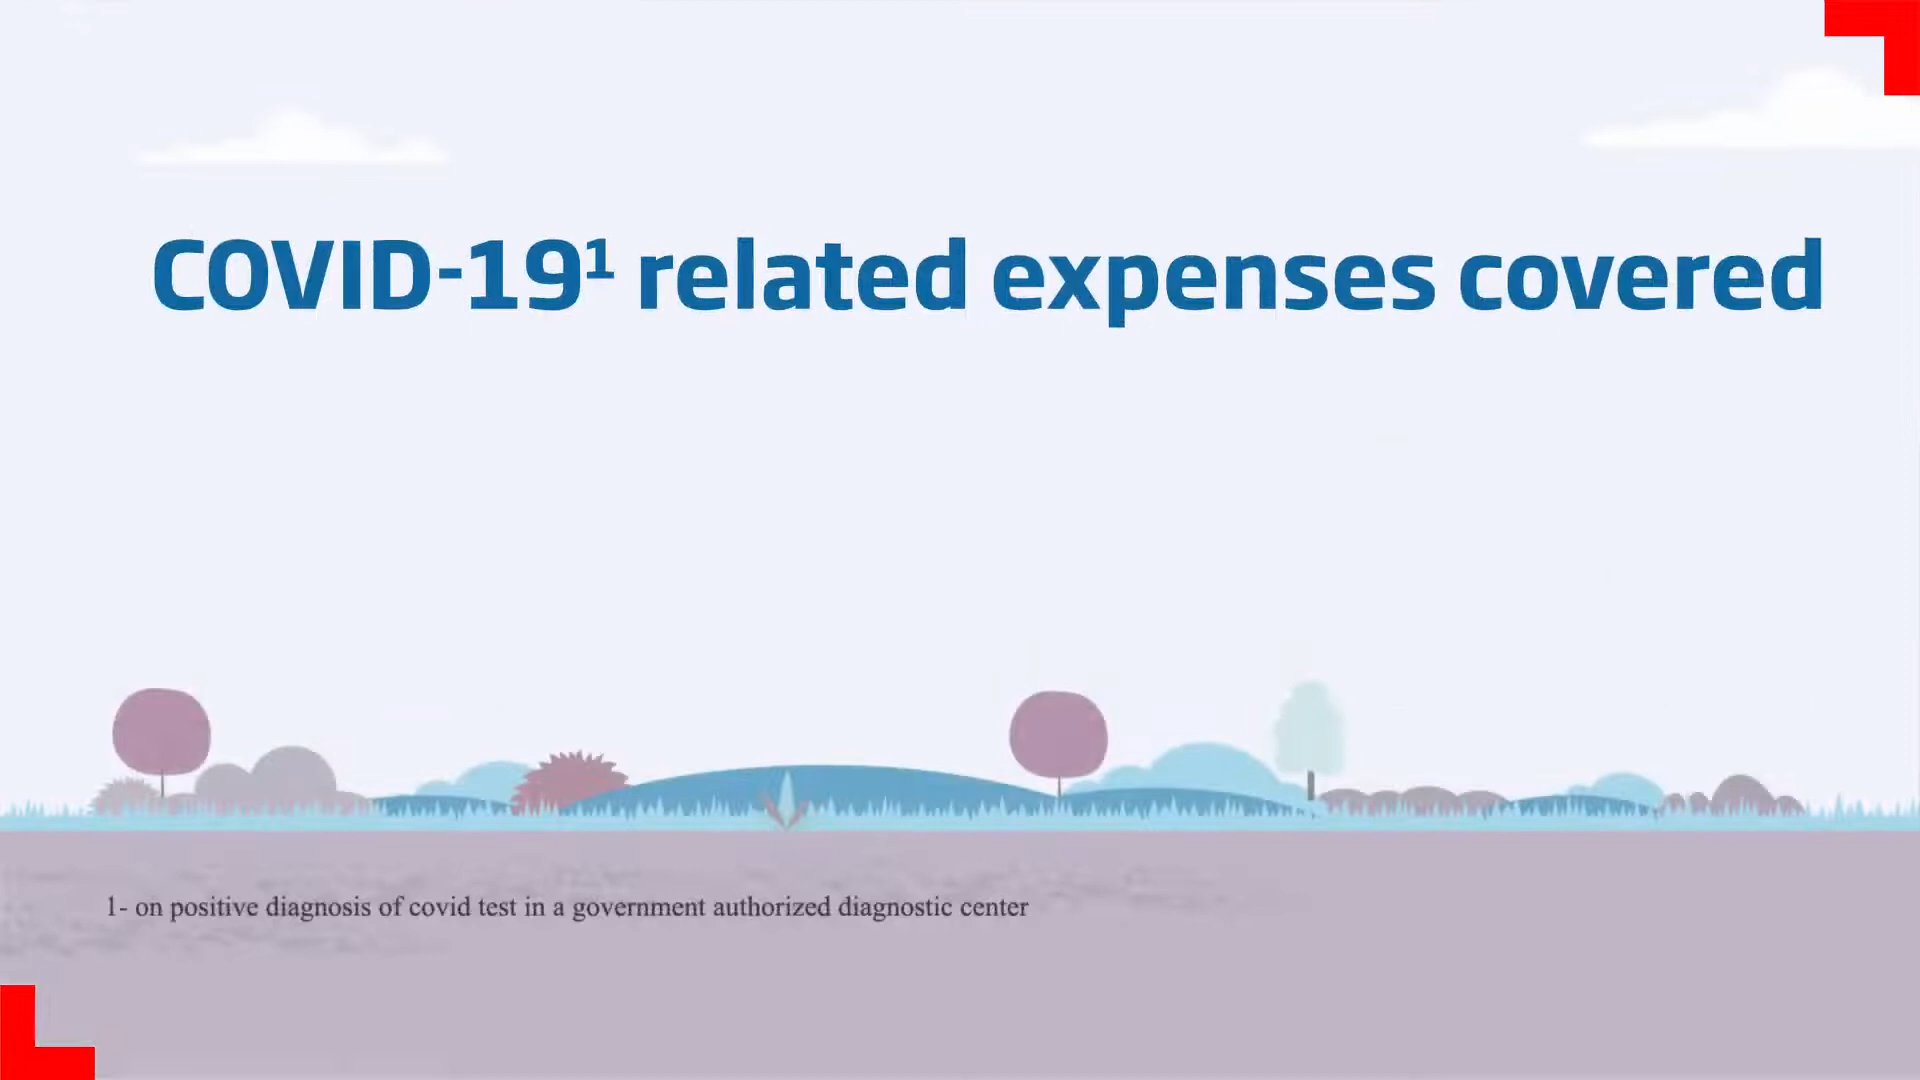 COVID-19¹ related expenses covered
1- on positive diagnosis of covid test in a government authorized diagnostic center